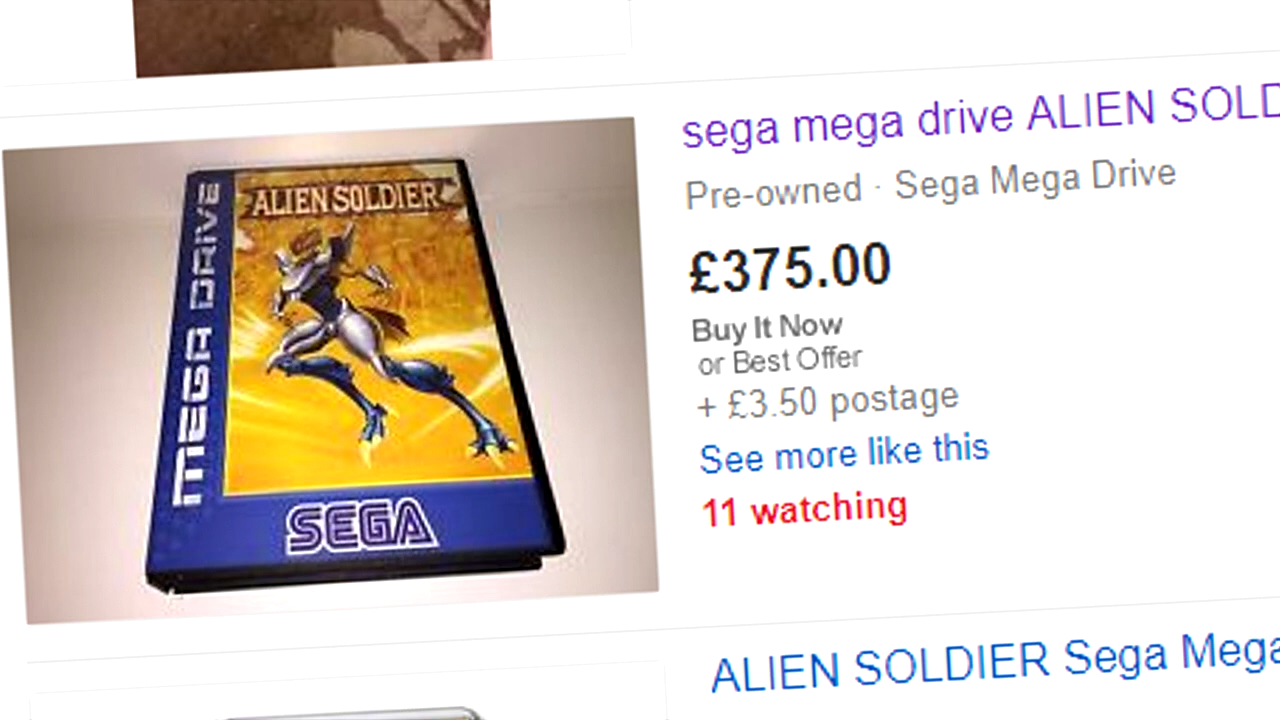 sega mega drive ALIEN SOLD
Pre-owned · Sega Mega Drive
£375.00
Buy It Now
or Best Offer
+ £3.50 postage
See more like this
11 watching
ALIEN SOLDIER
MEGA DRIVE
SEGA
ALIEN SOLDIER Sega Mega